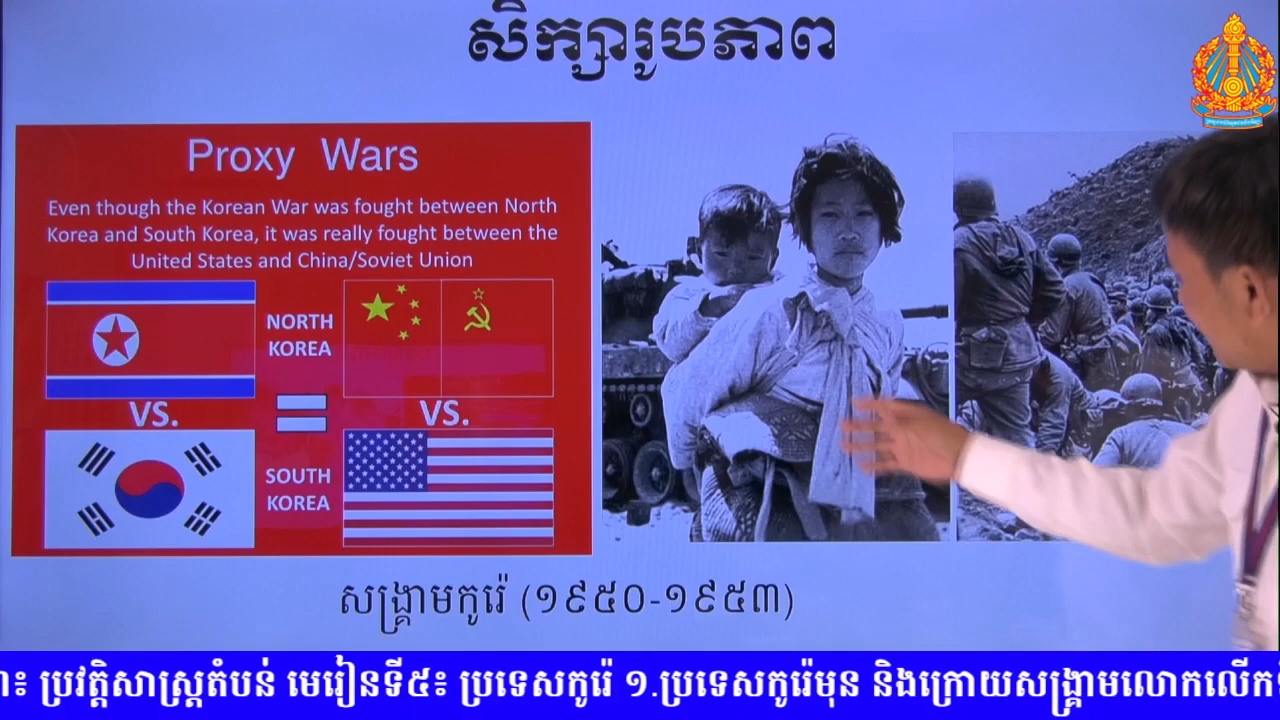 សិក្សារូបភាព
Proxy Wars
Even though the Korean War was fought between North
Korea and South Korea, it was really fought between the
United States and China/Soviet Union
NORTH
KOREA
VS.
VS.
SOUTH
KOREA
សង្គ្រាមកូរ៉េ (១៩៥០-១៩៥៣)
ប្រវត្តិសាស្ត្រតំបន់ មេរៀនទី៥៖ ប្រទេសកូរ៉េ ១.ប្រទេសកូរ៉េមុន និងក្រោយសង្គ្រាមលោកលើក